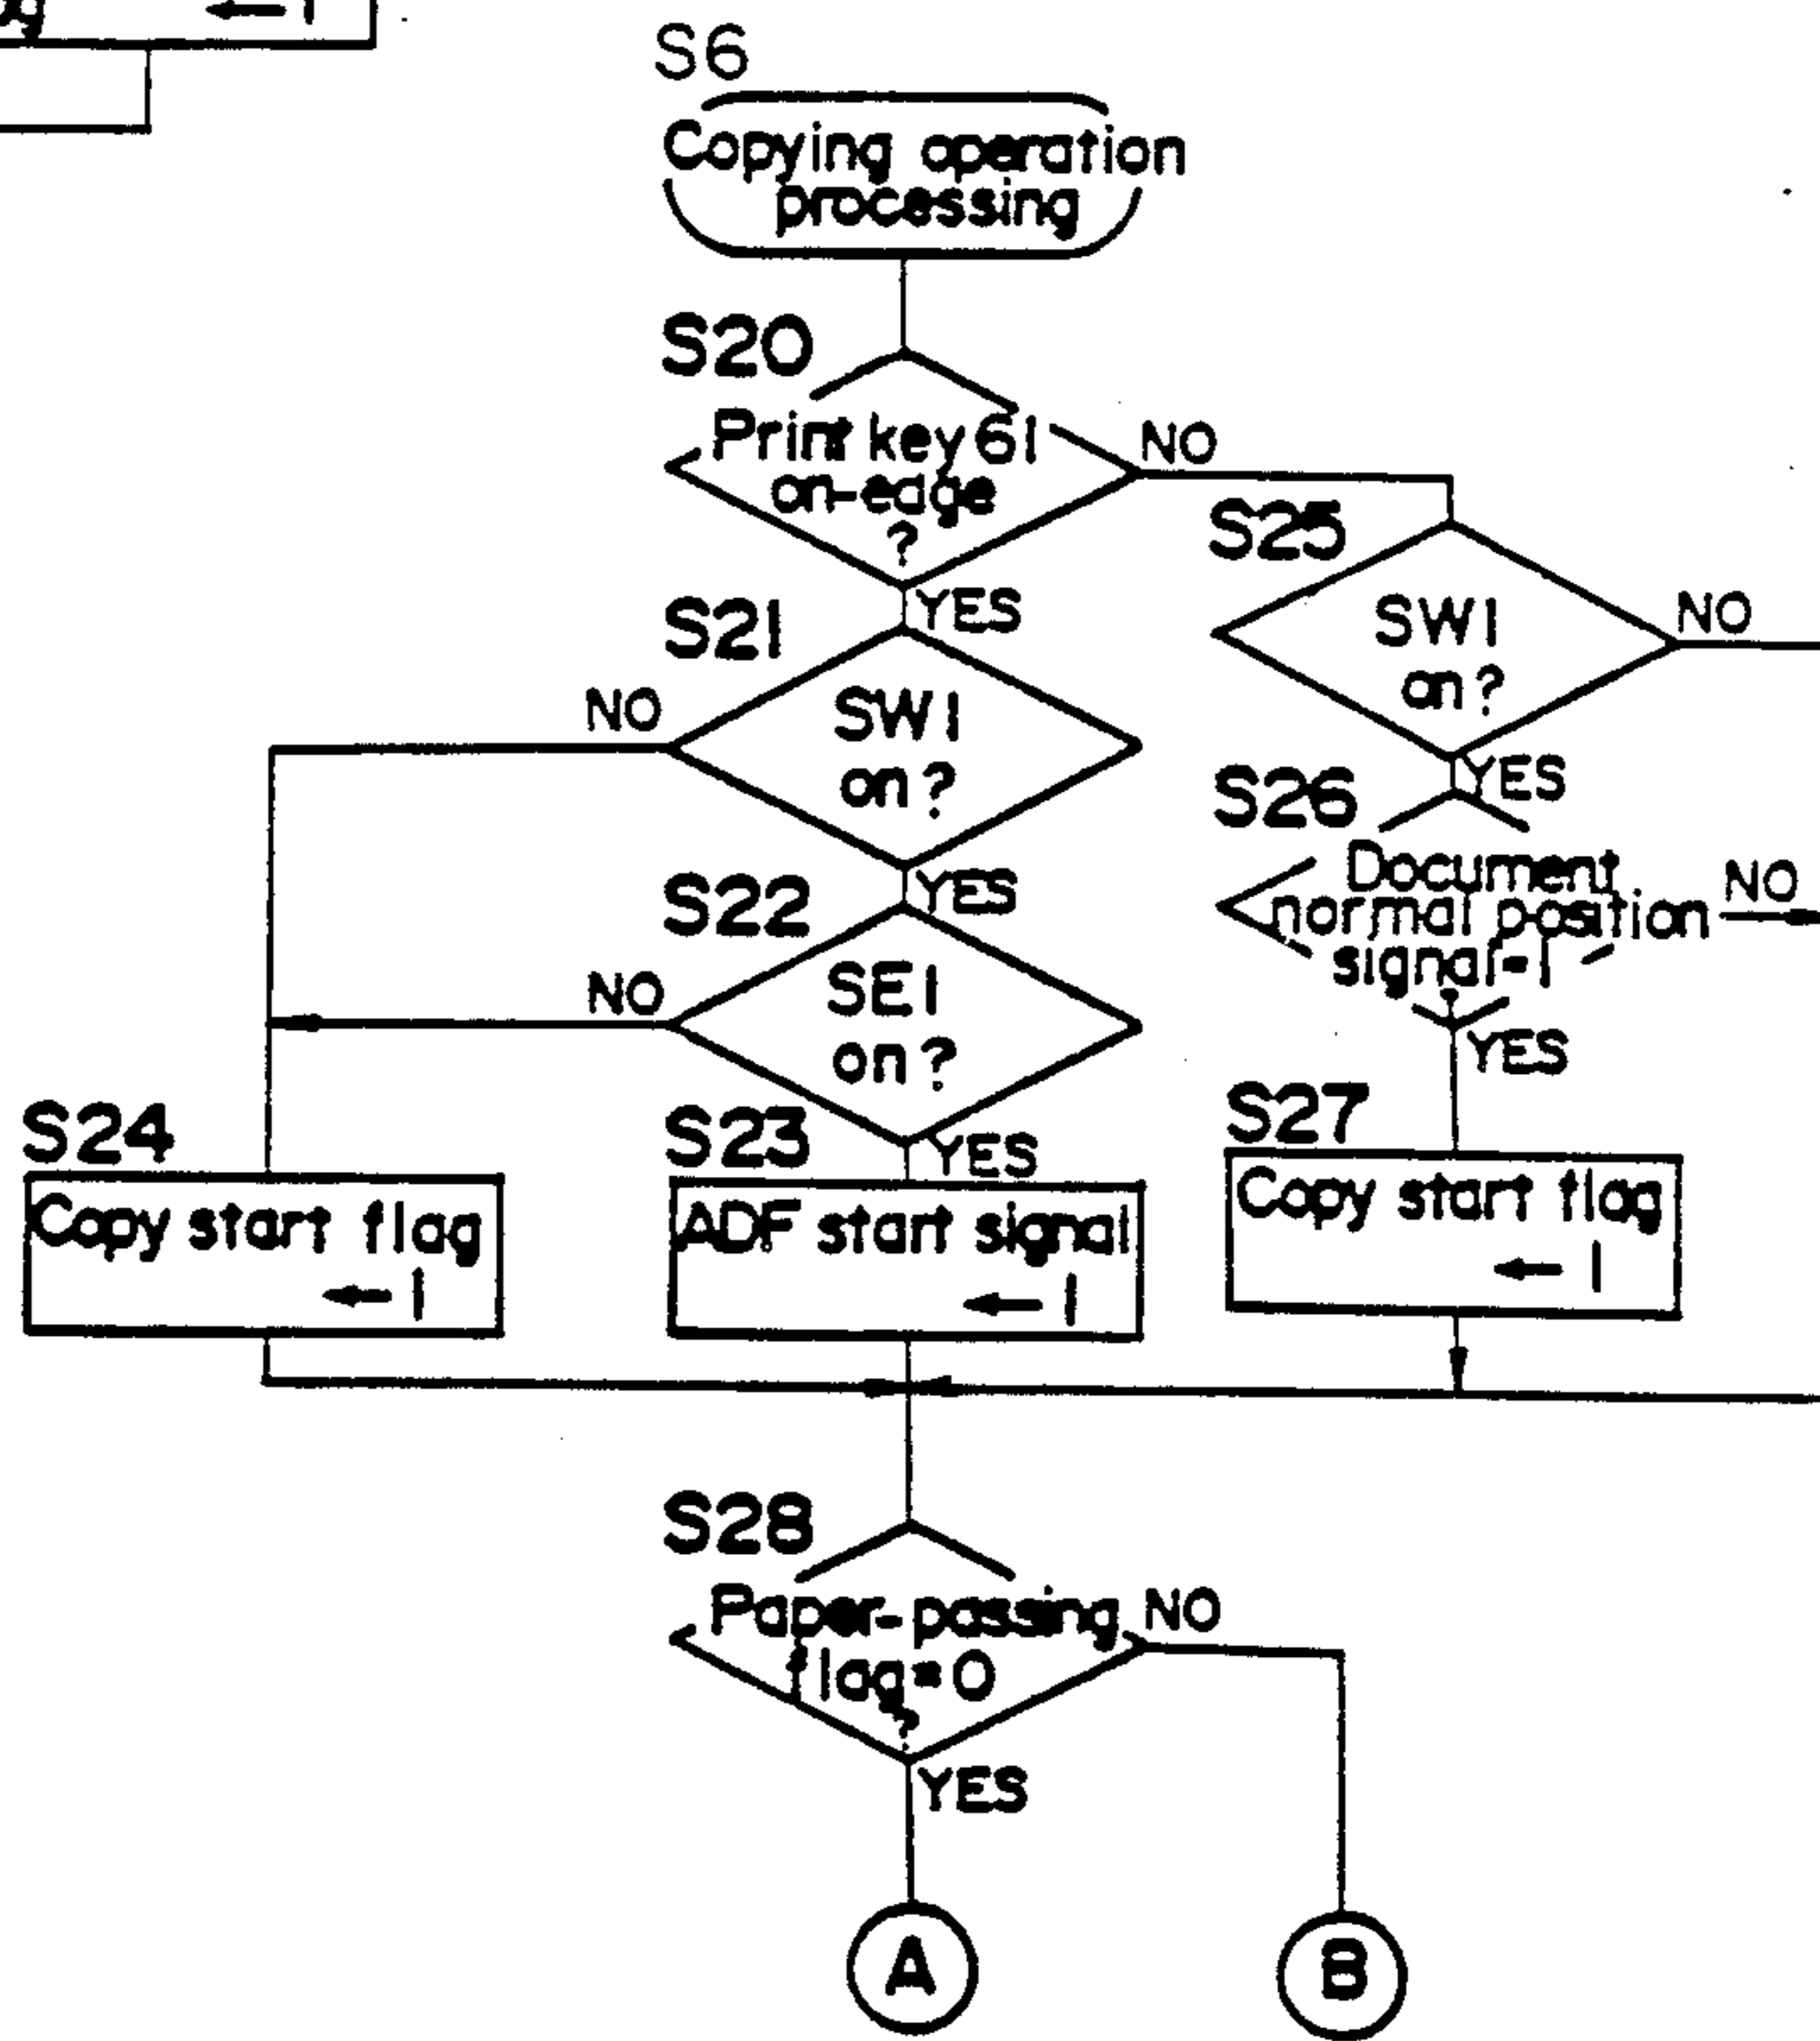 ← 1
S6
Copying operation
processing
S20
Print key 61
on-edge
?
NO
YES
S25
SW1
on?
NO
YES
S21
SW1
on?
NO
YES
S26
Document
normal position
signal=1
?
NO
YES
S22
SE1
on?
NO
YES
S24
Copy start flag
← 1
S23
ADF start signal
← 1
S27
Copy start flag
← 1
S28
Paper-passing
flag=0
?
NO
YES
A
B